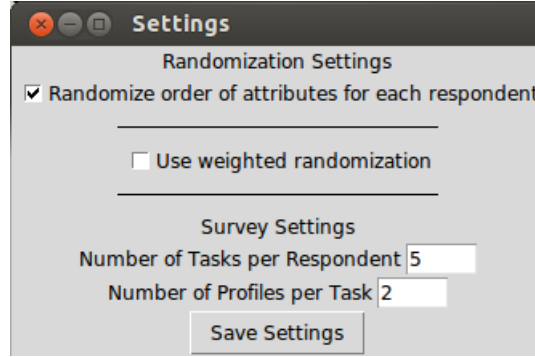 Settings
Randomization Settings
Randomize order of attributes for each respondent
Use weighted randomization
Survey Settings
Number of Tasks per Respondent 5
Number of Profiles per Task 2
Save Settings